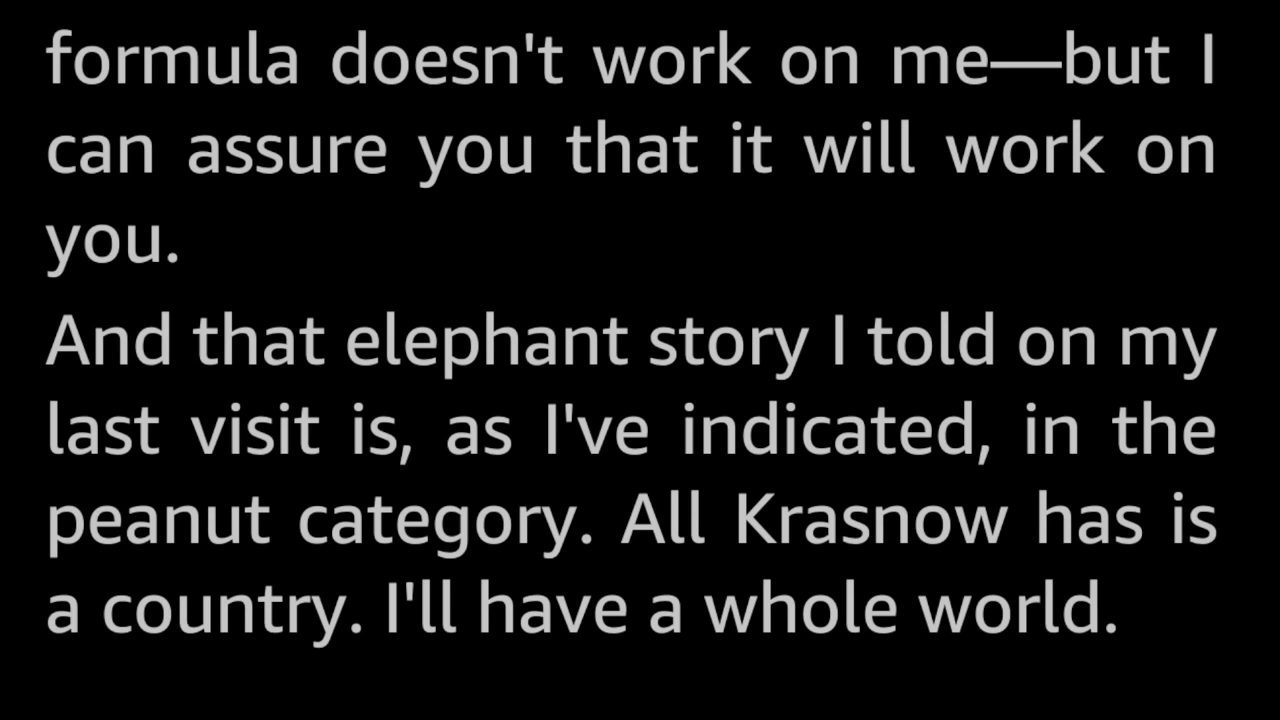 formula doesn't work on me—but I
can assure you that it will work on
you.
And that elephant story I told on my
last visit is, as I've indicated, in the
peanut category. All Krasnow has is
a country. I'll have a whole world.